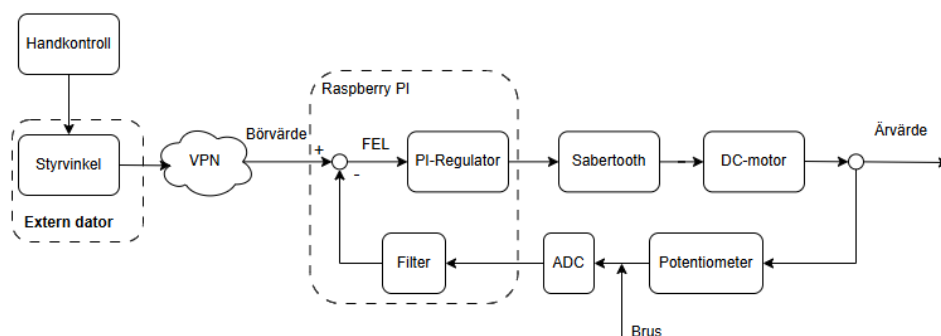 Handkontroll
Raspberry PI
Styrvinkel
Extern dator
VPN
Börvärde
+
-
FEL
PI-Regulator
Sabertooth
DC-motor
Ärvärde
Filter
ADC
Potentiometer
Brus